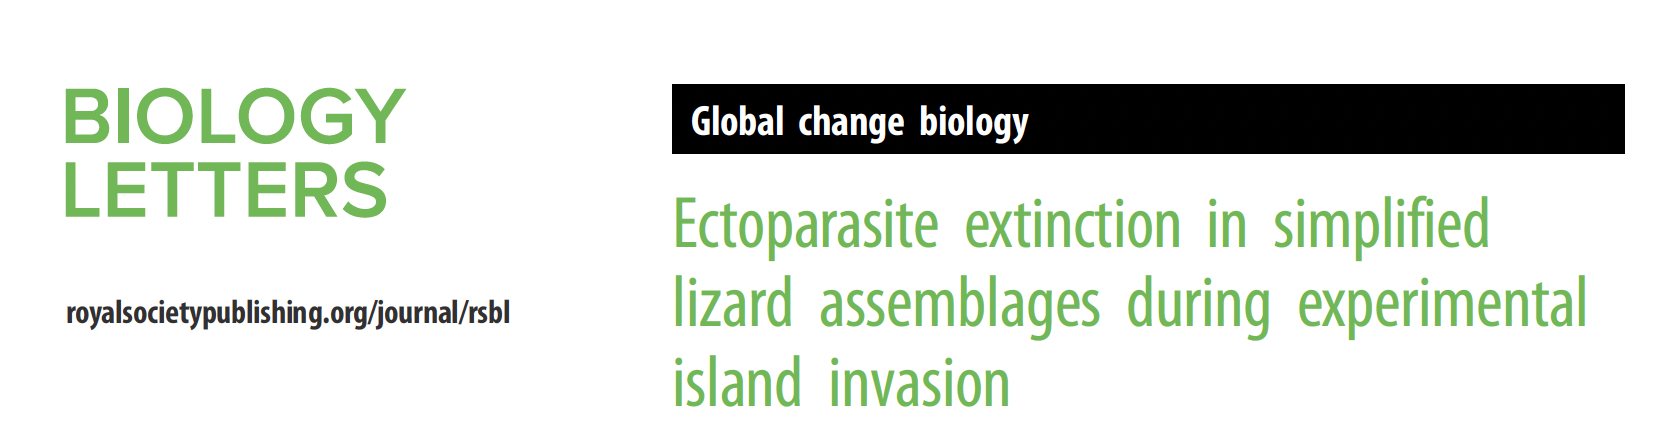 BIOLOGY
LETTERS
royalsocietypublishing.org/journal/rsbl
Global change biology
Ectoparasite extinction in simplified
lizard assemblages during experimental
island invasion